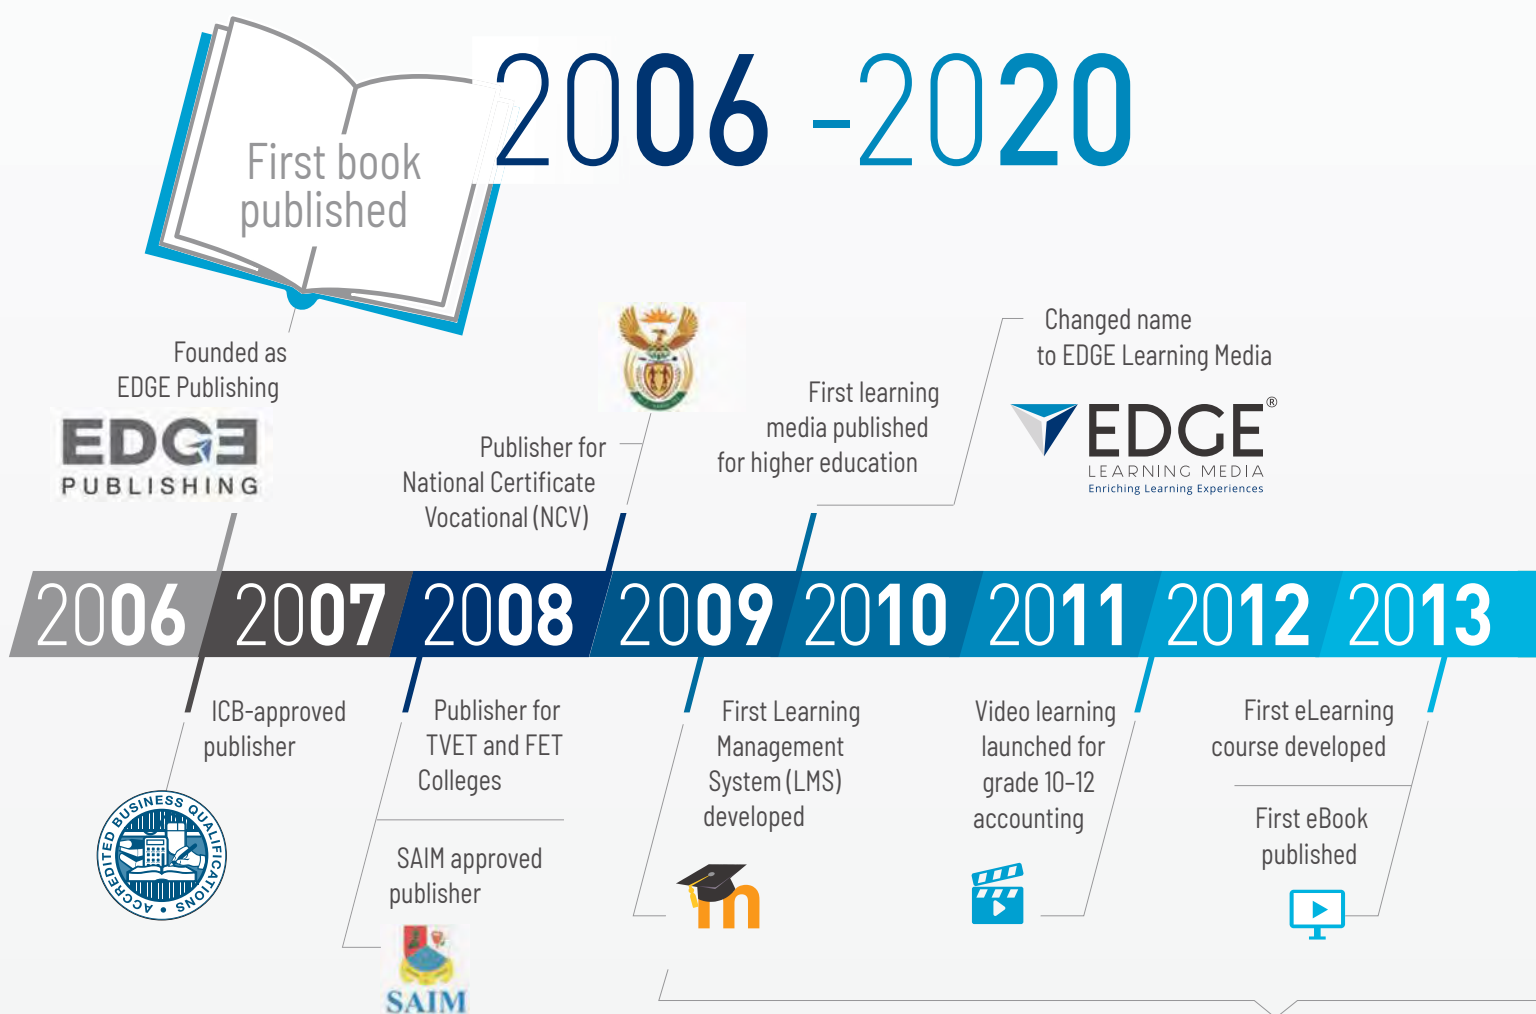 2006 -2020
First book
published
Founded as
EDGE Publishing
EDGE
PUBLISHING
Publisher for
National Certificate
Vocational (NCV)
First learning
media published
for higher education
Changed name
to EDGE Learning Media
EDGE®
LEARNING MEDIA
Enriching Learning Experiences
2006 2007 2008 2009 2010 2011 2012 2013
ICB-approved
publisher
ACCREDITED BUSINESS QUALIFICATIONS
Publisher for
TVET and FET
Colleges
SAIM approved
publisher
SAIM
First Learning
Management
System (LMS)
developed
m
Video learning
launched for
grade 10–12
accounting
First eLearning
course developed
First eBook
published